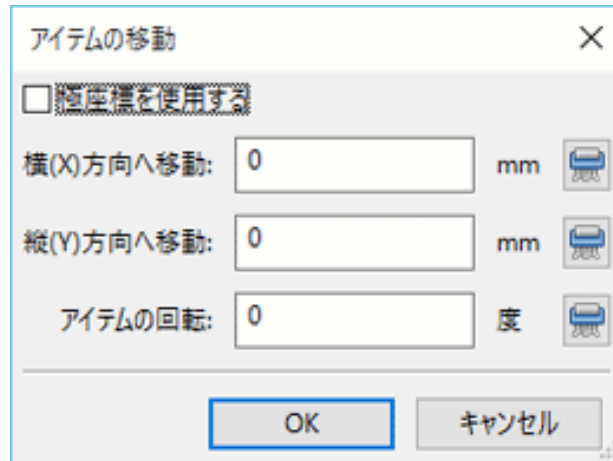 アイテムの移動
極座標を使用する
横(X)方向へ移動: 0 mm
縦(Y)方向へ移動: 0 mm
アイテムの回転: 0 度
OK キャンセル